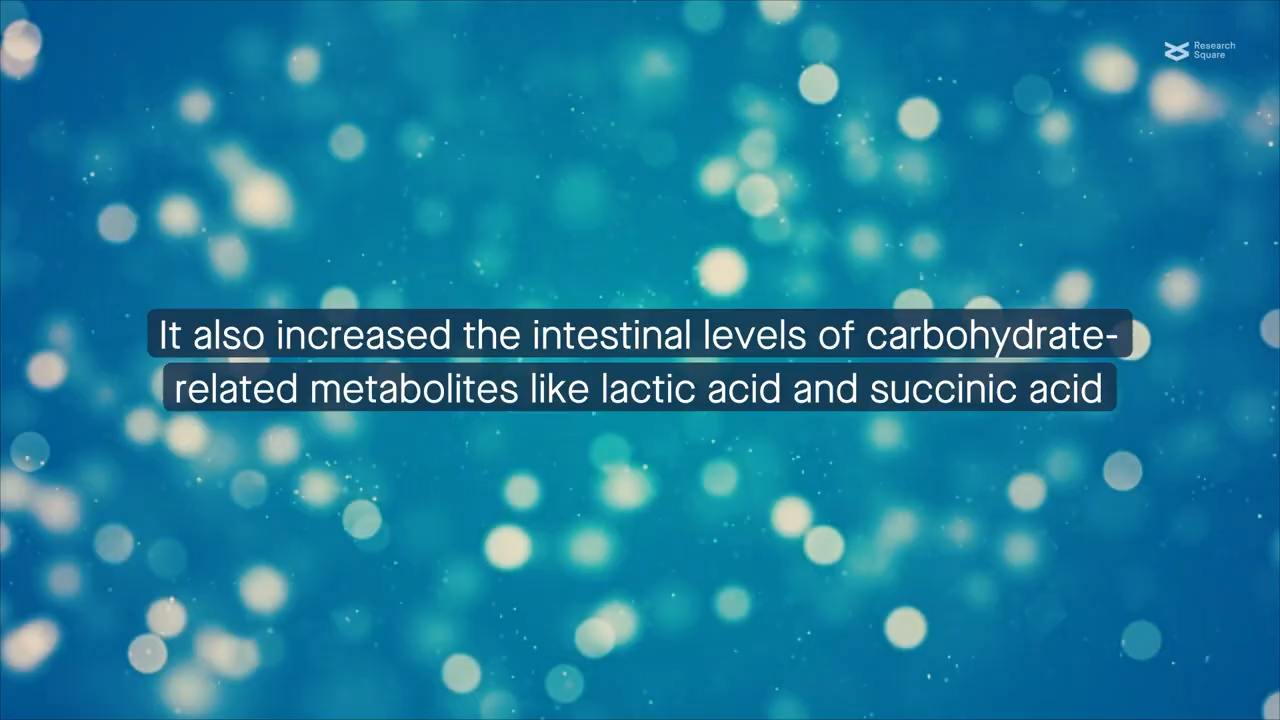 Research
Square
It also increased the intestinal levels of carbohydrate-
related metabolites like lactic acid and succinic acid